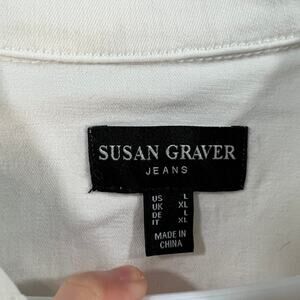 SUSAN GRAVER
JEANS
US L
UK XL
DE L
IT XL
MADE IN
CHINA